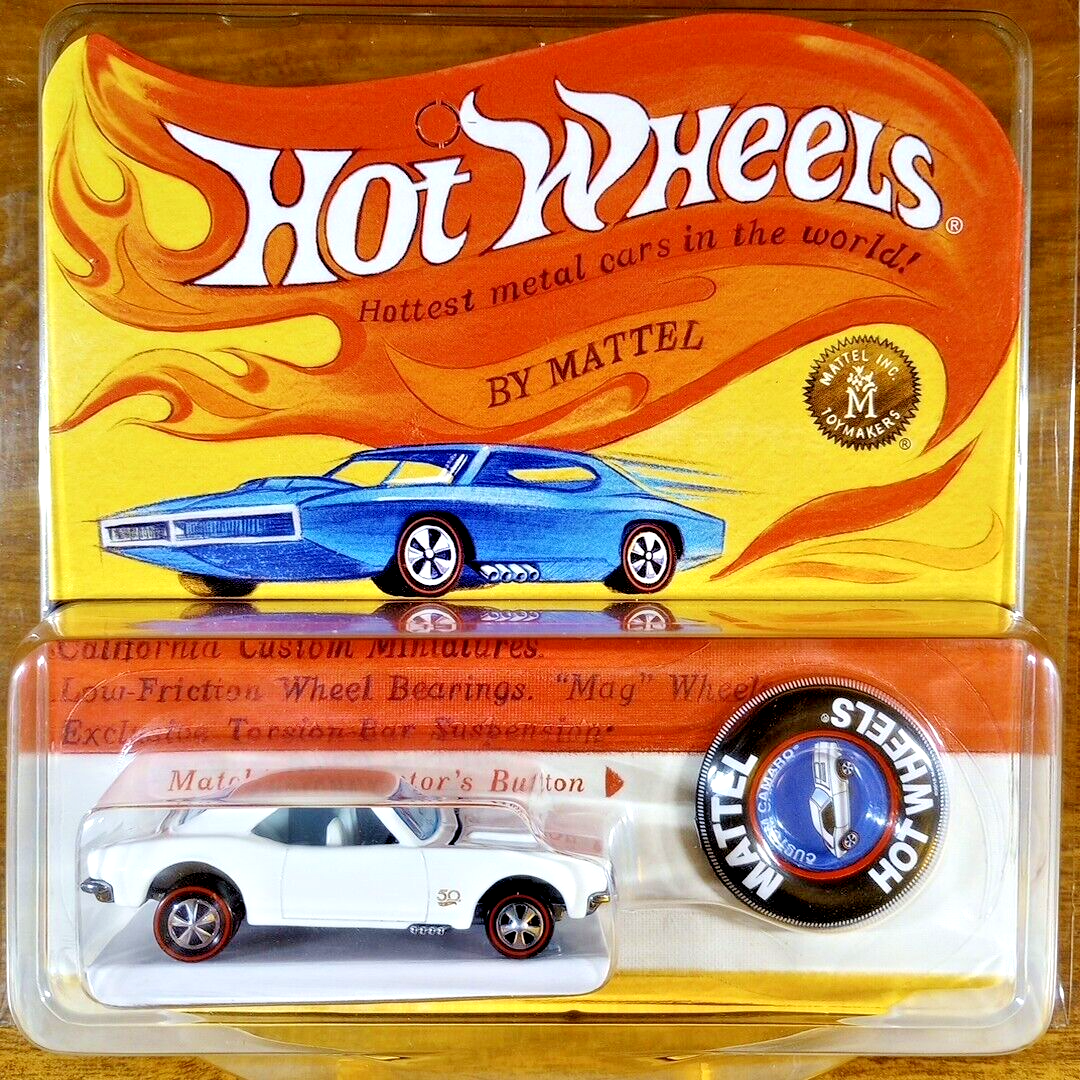 HOT WHEELS®
Hottest metal cars in the world!
BY MATTEL
MATTEL INC.
M
TOYMAKERS
®
California Custom Miniatures.
Low-Friction Wheel Bearings. "Mag" Wheel
Exclusive Torsion-Bar Suspension.
Button
MATTEL
HOT WHEELS®
CUSTOM CAMARO®
50